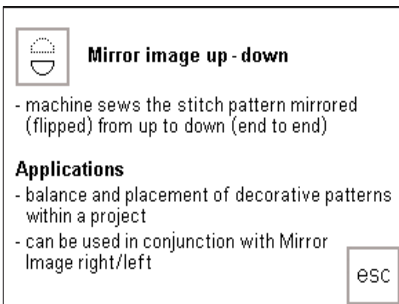 Mirror image up - down
- machine sews the stitch pattern mirrored
(flipped) from up to down (end to end)
Applications
- balance and placement of decorative patterns
within a project
- can be used in conjunction with Mirror
Image right/left
esc